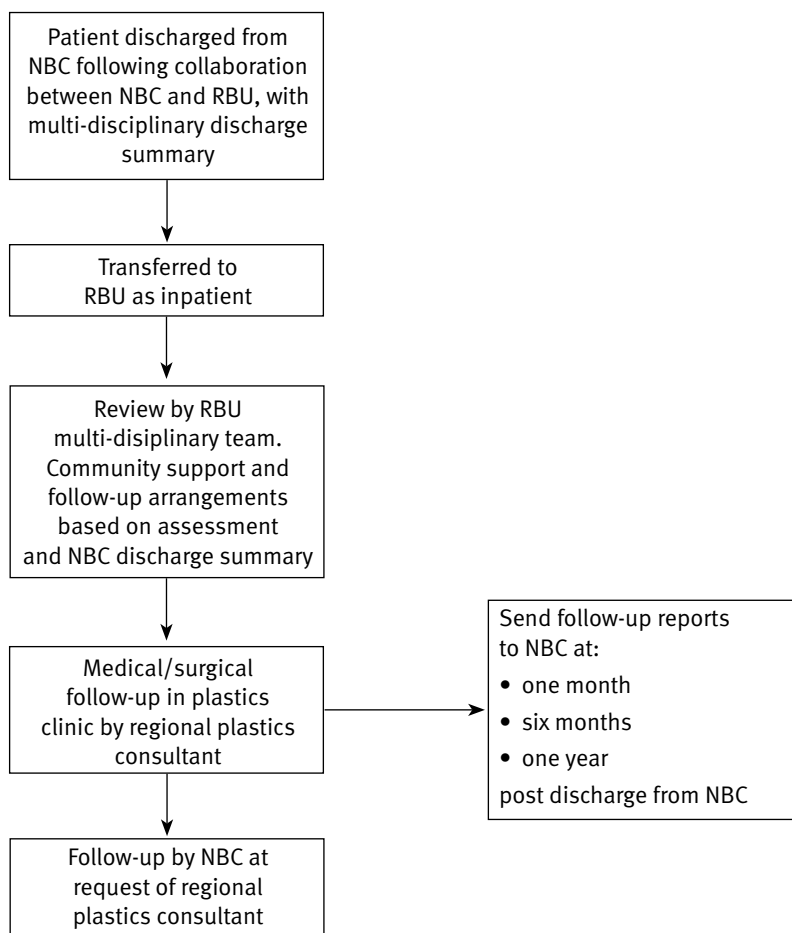 Patient discharged from
NBC following collaboration
between NBC and RBU, with
multi-disciplinary discharge
summary
Transferred to
RBU as inpatient
Review by RBU
multi-disiplinary team.
Community support and
follow-up arrangements
based on assessment
and NBC discharge summary
Medical/surgical
follow-up in plastics
clinic by regional plastics
consultant
Send follow-up reports
to NBC at:
• one month
• six months
• one year
post discharge from NBC
Follow-up by NBC at
request of regional
plastics consultant